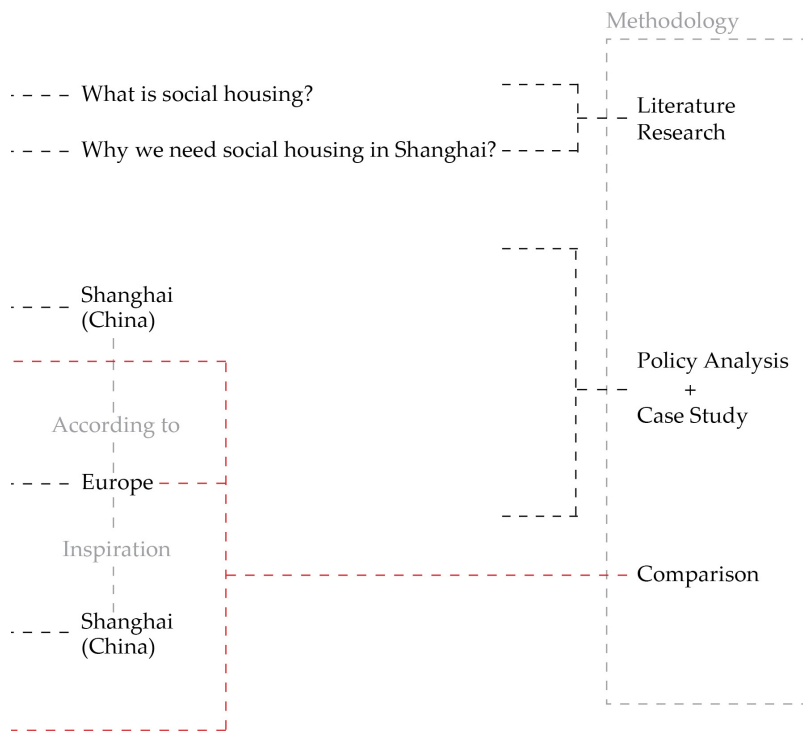 Methodology
What is social housing?
Literature
Research
Why we need social housing in Shanghai?
Shanghai
(China)
Policy Analysis
+
Case Study
According to
Europe
Inspiration
Comparison
Shanghai
(China)